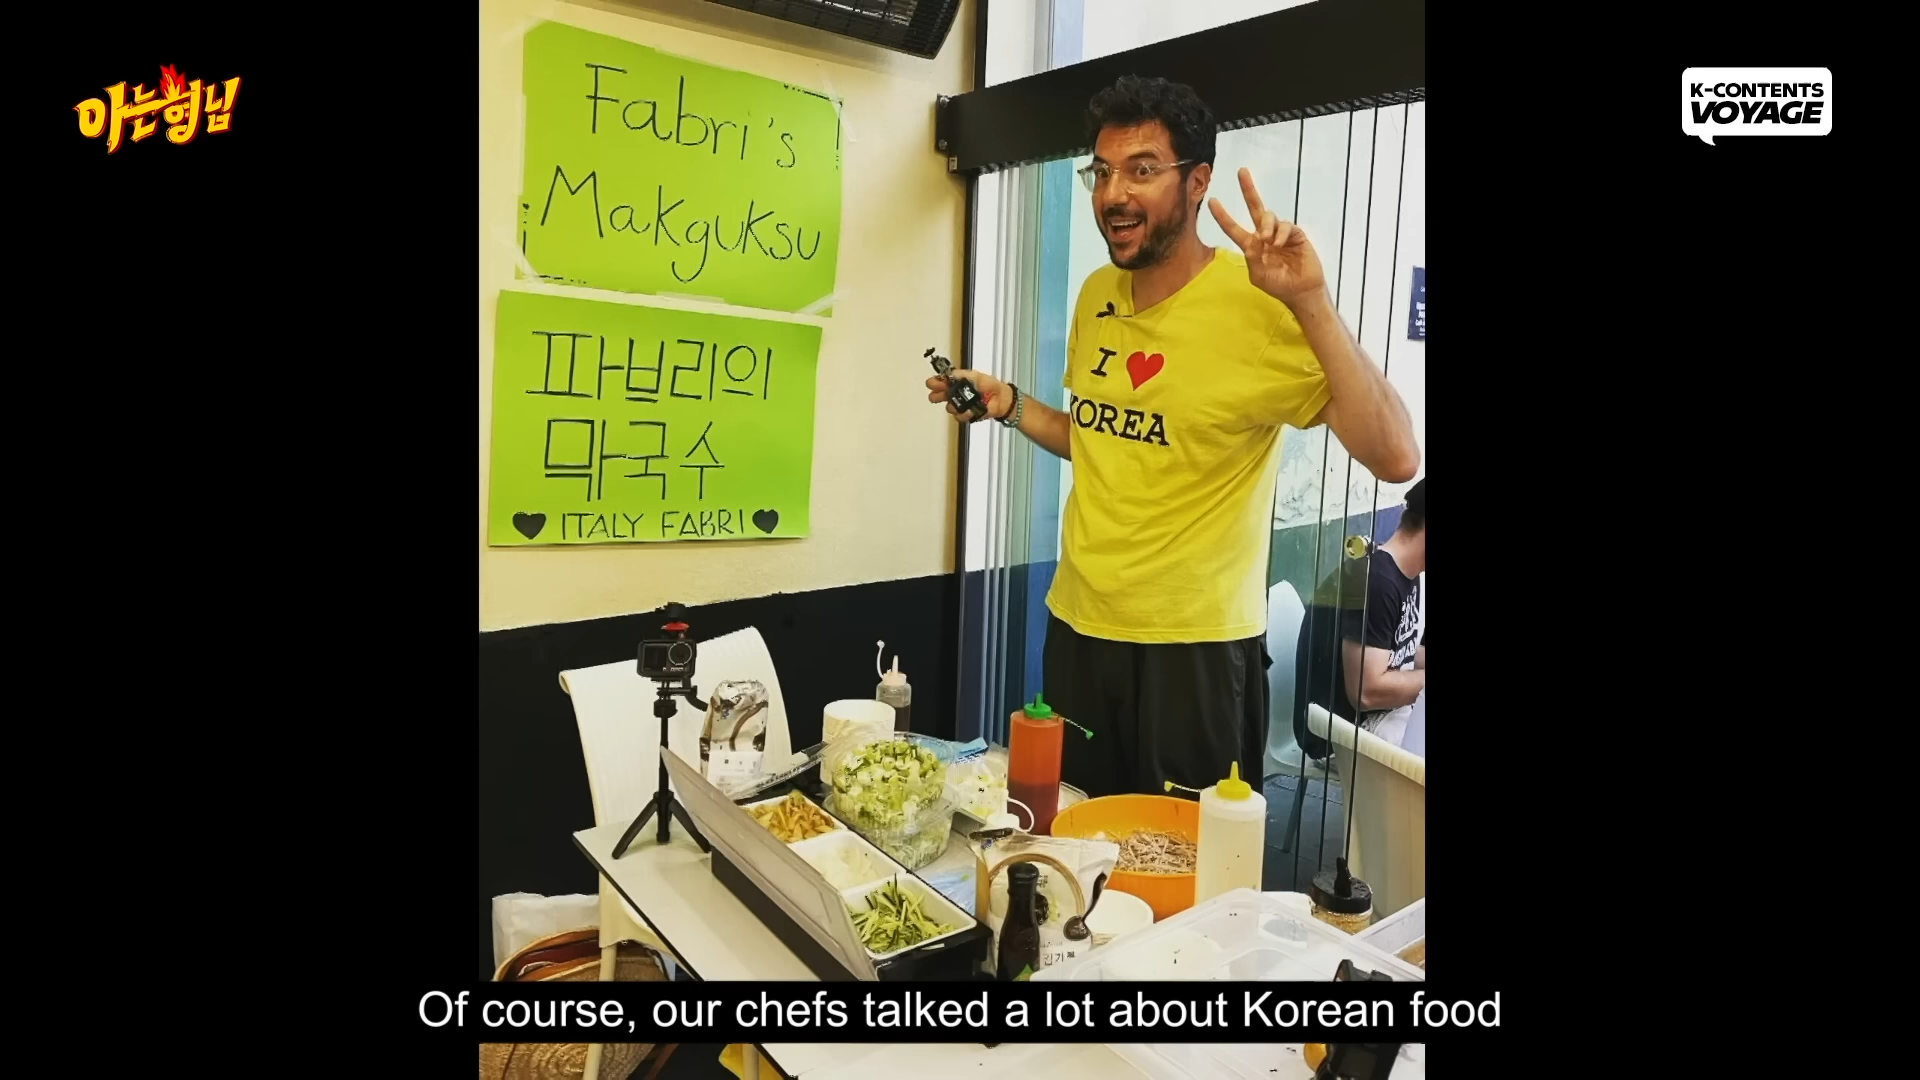 아는형님
K-CONTENTS
VOYAGE
Fabri's
Makguksu
파브리의
막국수
♥ ITALY FABRI ♥
I ♥
KOREA
Of course, our chefs talked a lot about Korean food